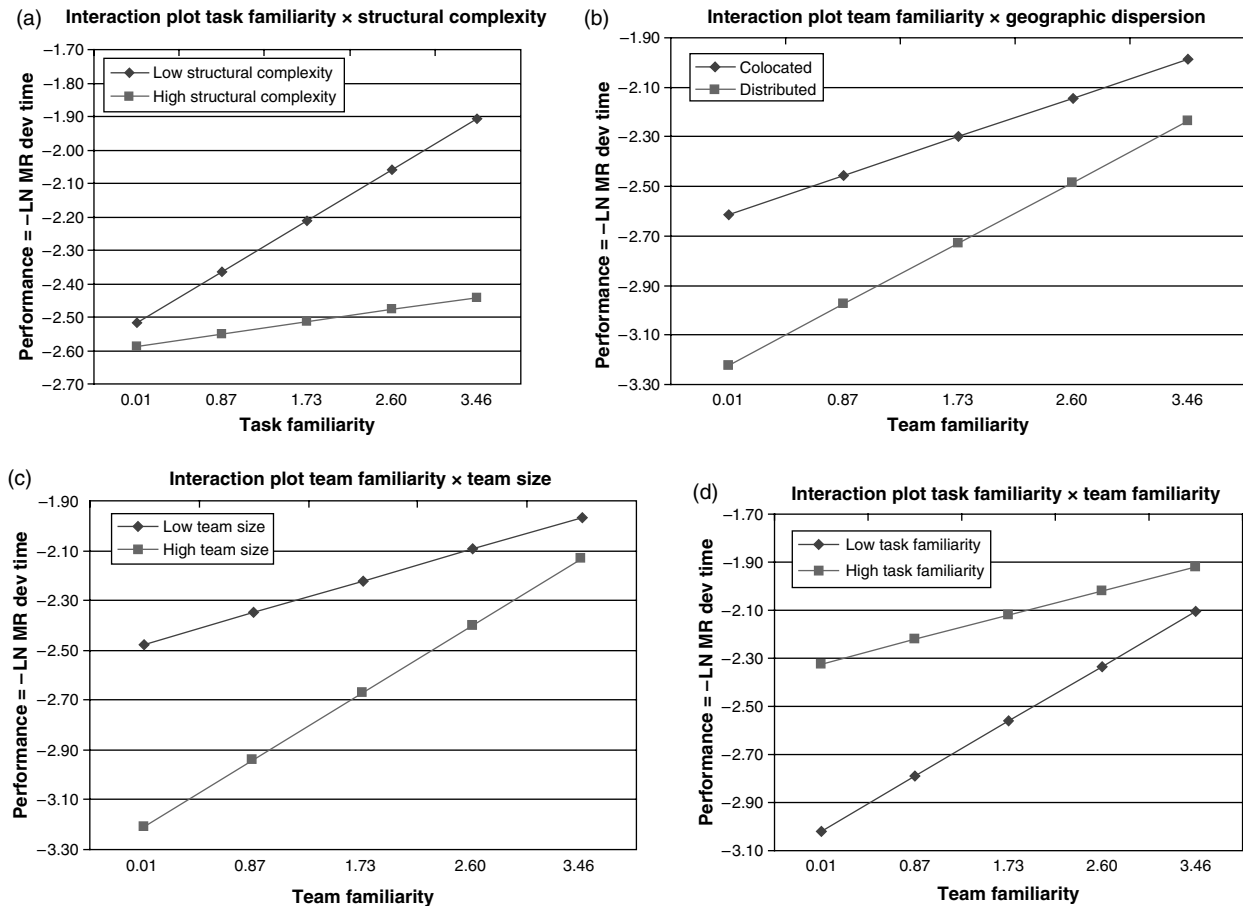 (a)
Interaction plot task familiarity × structural complexity
−1.70
−1.80
−1.90
−2.00
−2.10
−2.20
−2.30
−2.40
−2.50
−2.60
−2.70
Performance = −LN MR dev time
Low structural complexity
High structural complexity
0.01 0.87 1.73 2.60 3.46
Task familiarity
(b)
Interaction plot team familiarity × geographic dispersion
−1.90
−2.10
−2.30
−2.50
−2.70
−2.90
−3.10
−3.30
Performance = −LN MR dev time
Colocated
Distributed
0.01 0.87 1.73 2.60 3.46
Team familiarity
(c)
Interaction plot team familiarity × team size
−1.90
−2.10
−2.30
−2.50
−2.70
−2.90
−3.10
−3.30
Performance = −LN MR dev time
Low team size
High team size
0.01 0.87 1.73 2.60 3.46
Team familiarity
(d)
Interaction plot task familiarity × team familiarity
−1.70
−1.90
−2.10
−2.30
−2.50
−2.70
−2.90
−3.10
Performance = −LN MR dev time
Low task familiarity
High task familiarity
0.01 0.87 1.73 2.60 3.46
Team familiarity